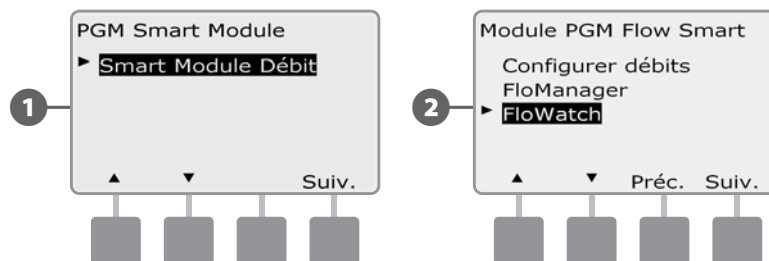 1
PGM Smart Module
► Smart Module Débit
▲ ▼ Suiv.
2
Module PGM Flow Smart
Configurer débits
FloManager
► FloWatch
▲ ▼ Préc. Suiv.